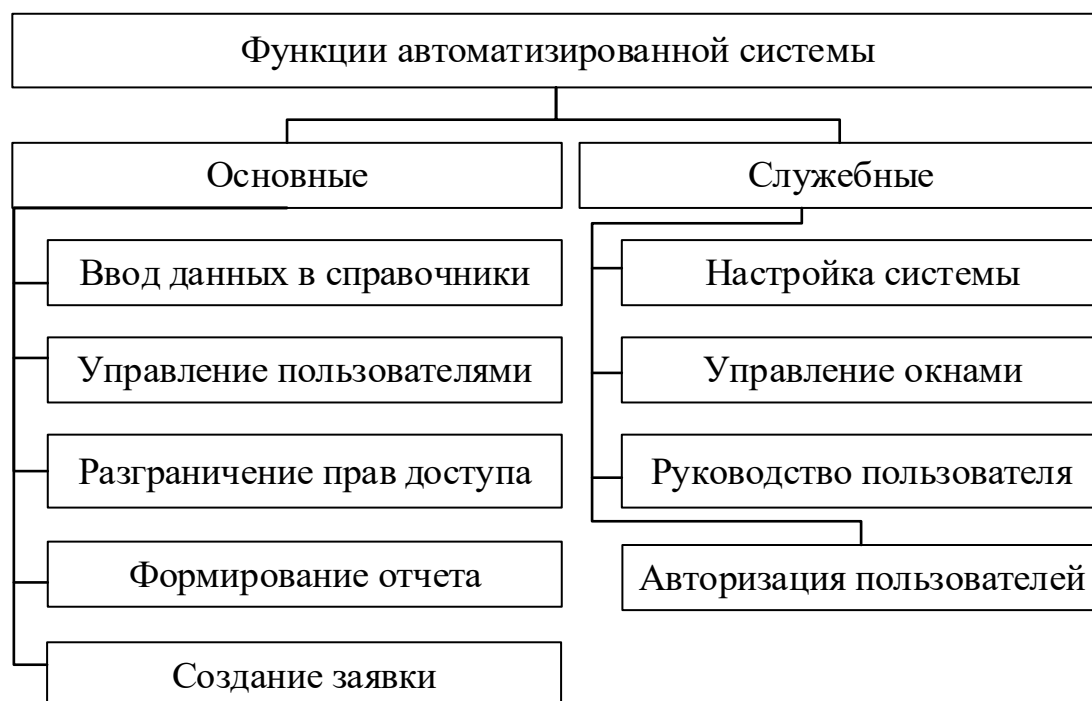 Функции автоматизированной системы
Основные
Ввод данных в справочники
Управление пользователями
Разграничение прав доступа
Формирование отчета
Создание заявки
Служебные
Настройка системы
Управление окнами
Руководство пользователя
Авторизация пользователей